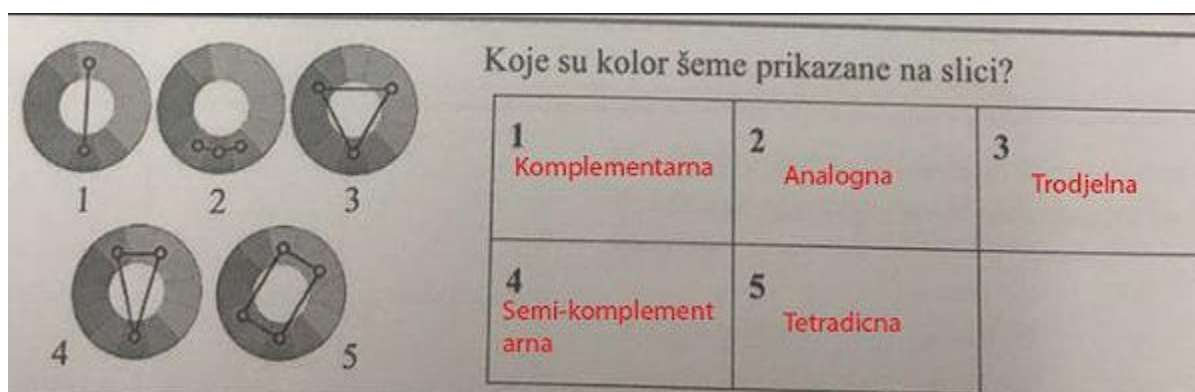 Koje su kolor šeme prikazane na slici?
1 2 3
Komplementarna Analogna Trodjelna
1 2 3
4 5
Semi-komplement
arna
Tetradicna
4 5